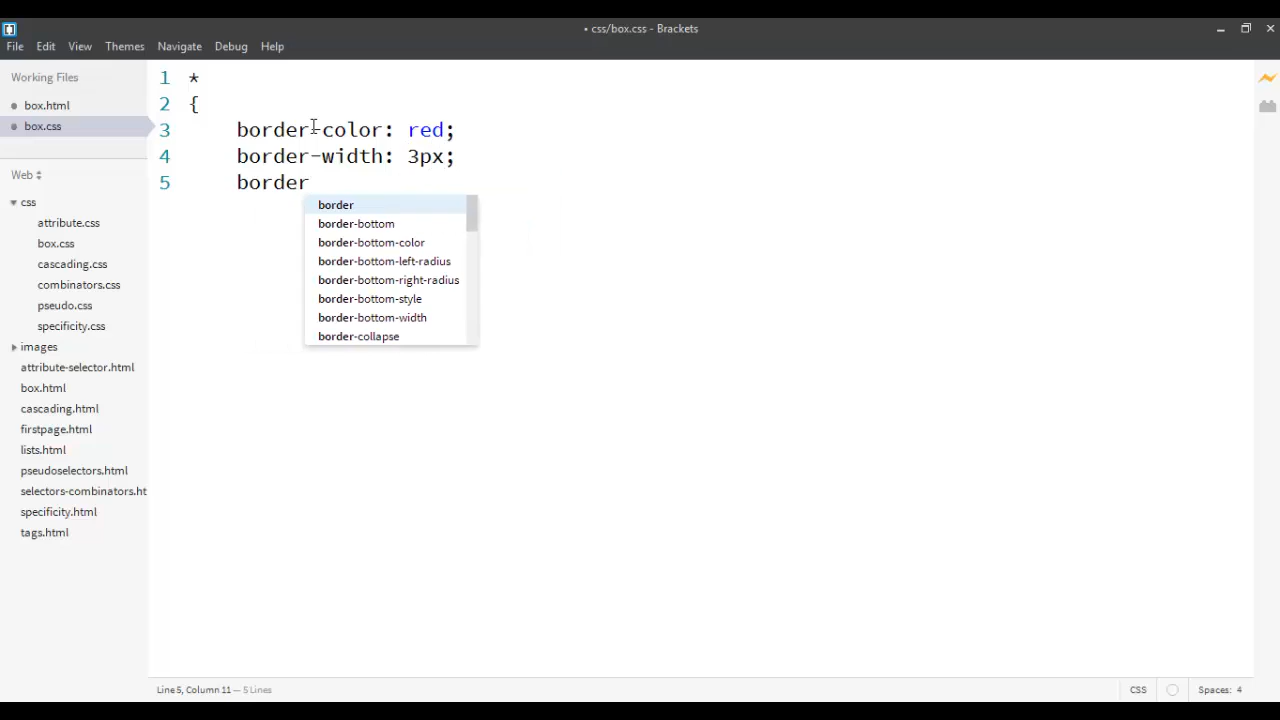 • css/box.css - Brackets
File Edit View Themes Navigate Debug Help
Working Files
box.html
box.css
Web
css
attribute.css
box.css
cascading.css
combinators.css
pseudo.css
specificity.css
images
attribute-selector.html
box.html
cascading.html
firstpage.html
lists.html
pseudoselectors.html
selectors-combinators.ht
specificity.html
tags.html
1 *
2 {
3 border-color: red;
4 border-width: 3px;
5 border
border
border-bottom
border-bottom-color
border-bottom-left-radius
border-bottom-right-radius
border-bottom-style
border-bottom-width
border-collapse
Line 5, Column 11 — 5 Lines
CSS
Spaces: 4